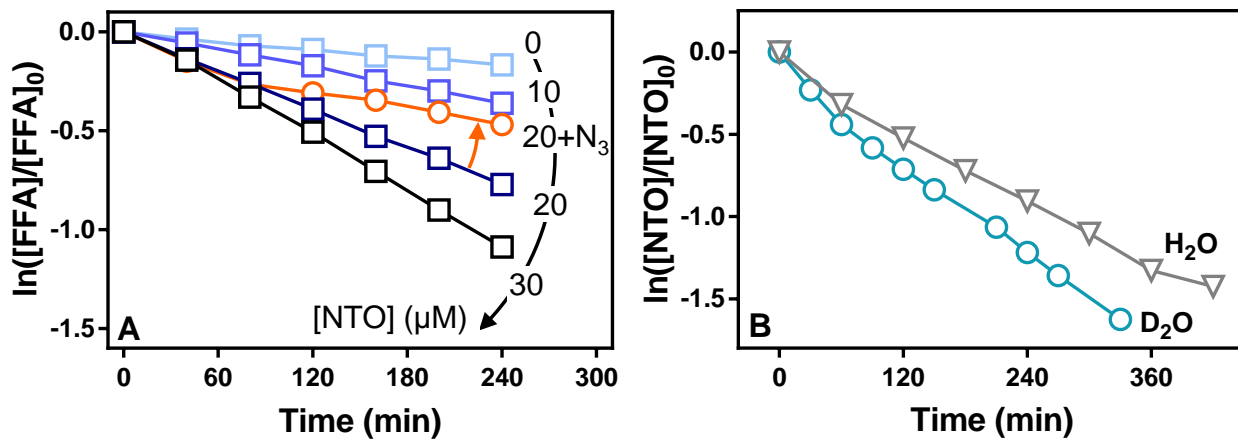 ln([FFA]/[FFA]₀)
0.0
-0.5
-1.0
-1.5
0
10
20+N₃
20
30
[NTO] (µM)
A
0
60
120
180
240
300
Time (min)
ln([NTO]/[NTO]₀)
0.0
-0.5
-1.0
-1.5
H₂O
D₂O
B
0
120
240
360
Time (min)